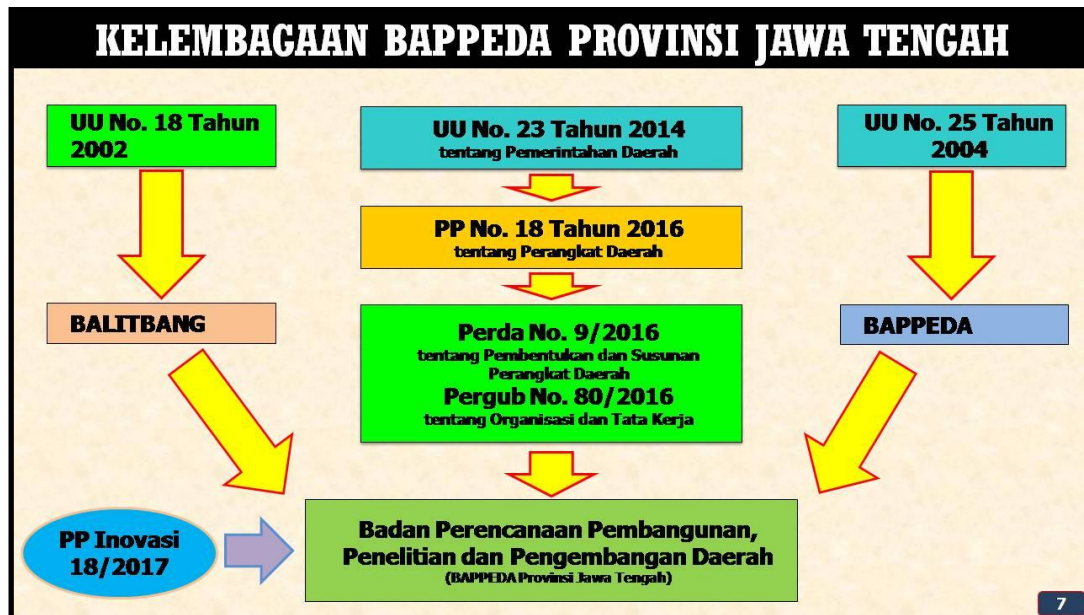 KELEMBAGAAN BAPPEDA PROVINSI JAWA TENGAH
UU No. 18 Tahun
2002
UU No. 23 Tahun 2014
tentang Pemerintahan Daerah
UU No. 25 Tahun
2004
PP No. 18 Tahun 2016
tentang Perangkat Daerah
BALITBANG
Perda No. 9/2016
tentang Pembentukan dan Susunan
Perangkat Daerah
Pergub No. 80/2016
tentang Organisasi dan Tata Kerja
BAPPEDA
PP Inovasi
18/2017
Badan Perencanaan Pembangunan,
Penelitian dan Pengembangan Daerah
(BAPPEDA Provinsi Jawa Tengah)
7